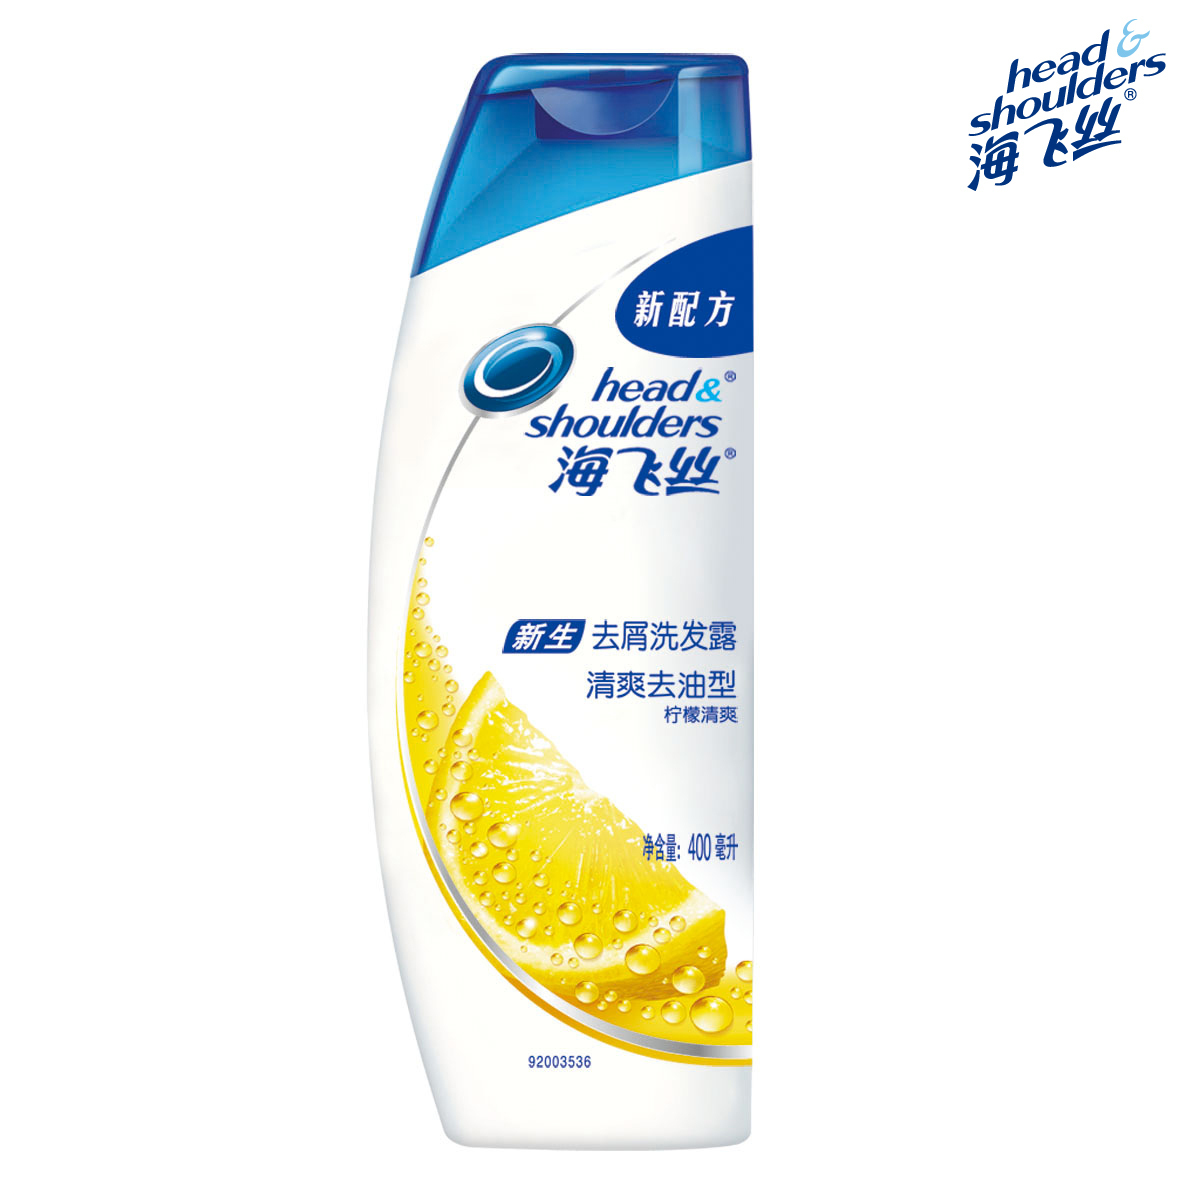 head &
shoulders®
海飞丝
新配方
head&®
shoulders
海飞丝®
新生 去屑洗发露
清爽去油型
柠檬清爽
净含量: 400 毫升
92003536